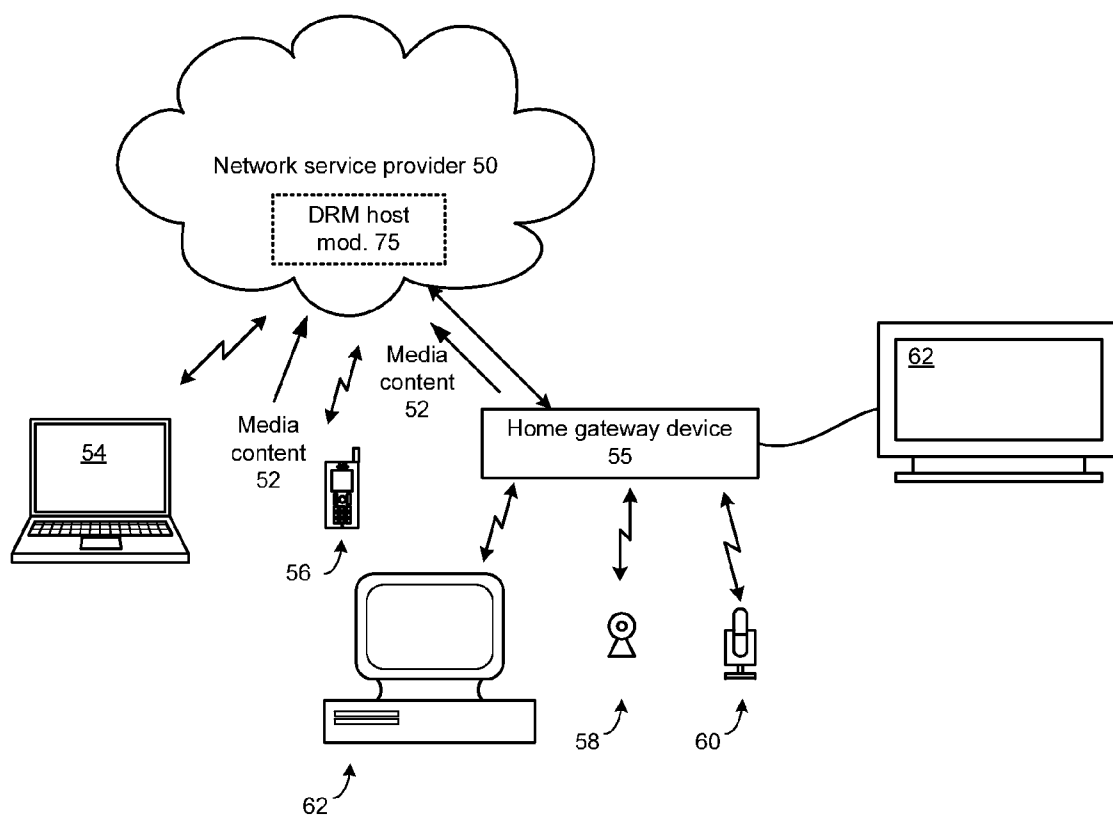 Network service provider 50
DRM host
mod. 75
Media
content
52
62
Home gateway device
55
Media
content
52
54
56
58
60
62